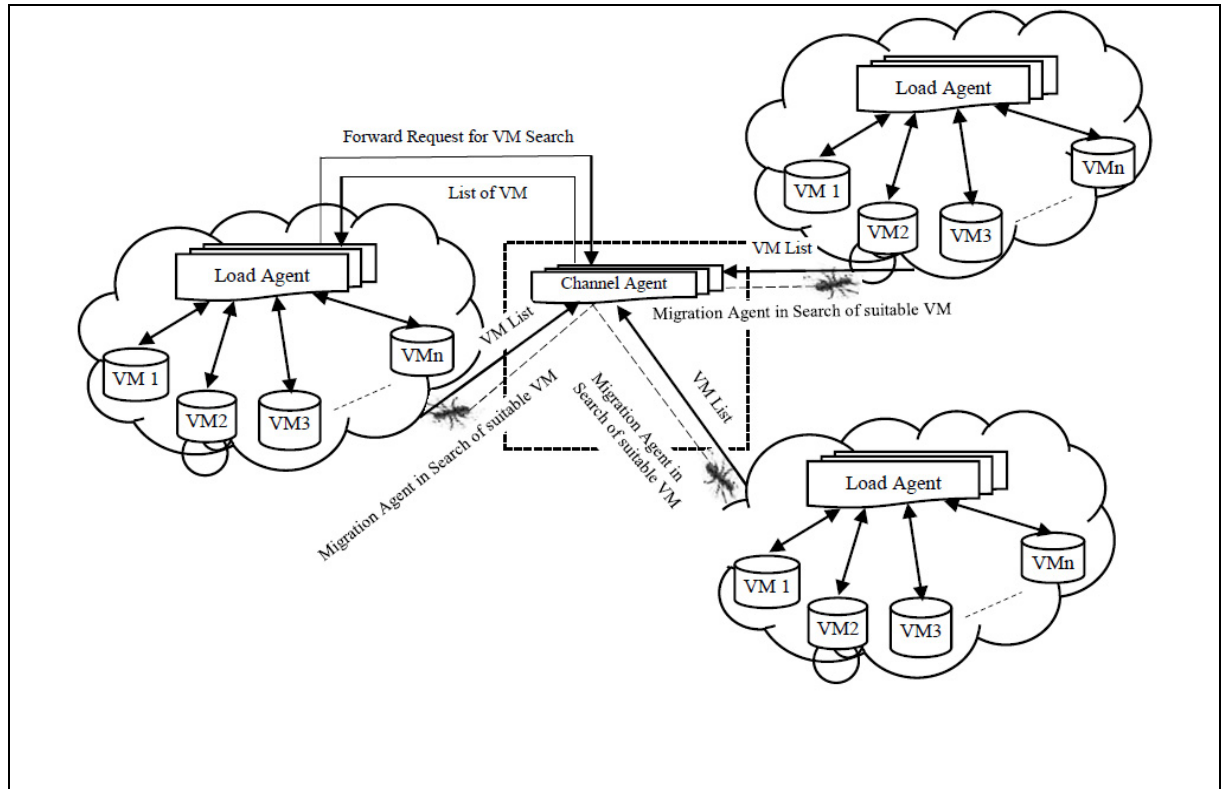 Load Agent
VM 1
VM2
VM3
VMn
Forward Request for VM Search
List of VM
Load Agent
VM 1
VM2
VM3
VMn
Channel Agent
VM List
Migration Agent in Search of suitable VM
VM List
Migration Agent in Search of suitable VM
VM List
Migration Agent in
Search of suitable VM
Load Agent
VM 1
VM2
VM3
VMn